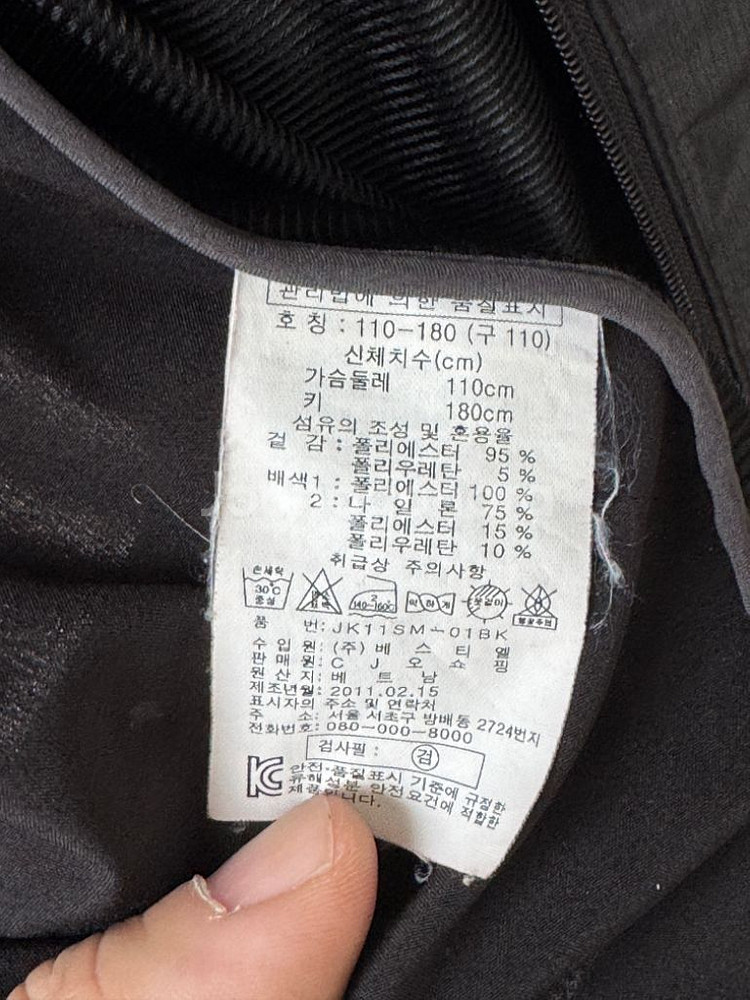 관리법에 의한 품질표시
호 칭 : 110-180 (구 110)
신체치수(cm)
가슴둘레 110cm
키 180cm
섬유의 조성 및 혼용율
겉 감 : 폴리에스터 95 %
폴리우레탄 5 %
배색1 : 폴리에스터 100 %
2 : 나 일 론 75 %
폴리에스터 15 %
폴리우레탄 10 %
취급상 주의사항
손세탁
30℃
중성
2
140~160℃
약하게
품 번: JK11SM-01BK
수 입 원: (주) 베 스 티 엘
판 매 원: C J 오 쇼 핑
원 산 지: 베 트 남
제조년월: 2011.02.15
표시자의 주소 및 연락처
주 소: 서울 서초구 방배동 2724번지
전화번호: 080-000-8000
검사필 : 검
안전·품질표시 기준에 규정한
유해성분 안전요건에 적합한